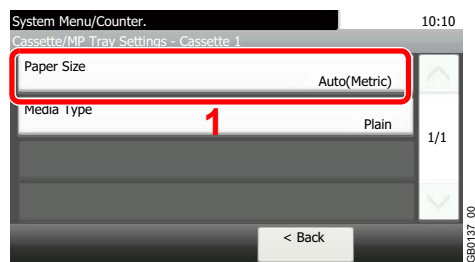 System Menu/Counter.
10:10
Cassette/MP Tray Settings - Cassette 1
Paper Size
Auto(Metric)
Media Type
1
Plain
1/1
< Back
GB0137_00